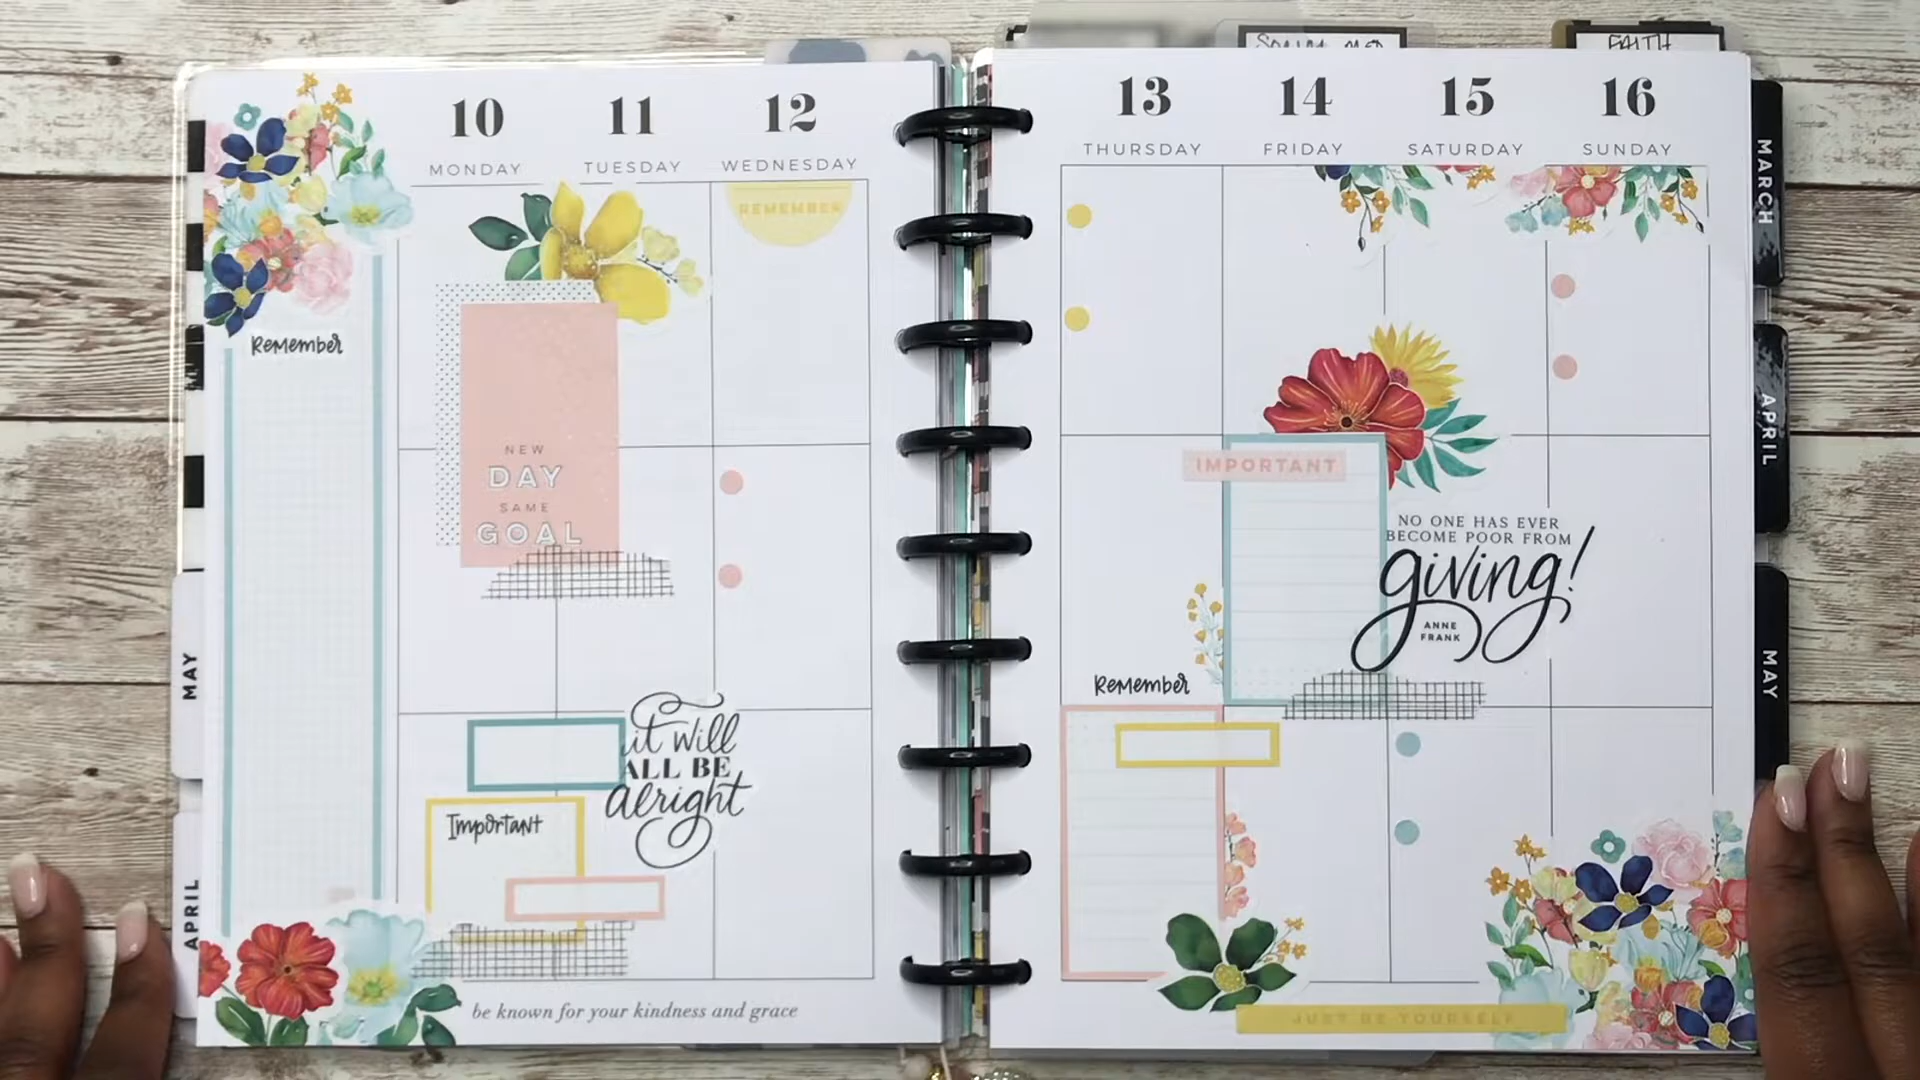 FAITH
10
MONDAY
11
TUESDAY
12
WEDNESDAY
13
THURSDAY
14
FRIDAY
15
SATURDAY
16
SUNDAY
REMEMBER
Remember
NEW
DAY
SAME
GOAL
it will
ALL BE
alright
Important
be known for your kindness and grace
IMPORTANT
NO ONE HAS EVER
BECOME POOR FROM
giving!
ANNE
FRANK
Remember
JUST BE YOURSELF
MAY
APRIL
MARCH
APRIL
MAY